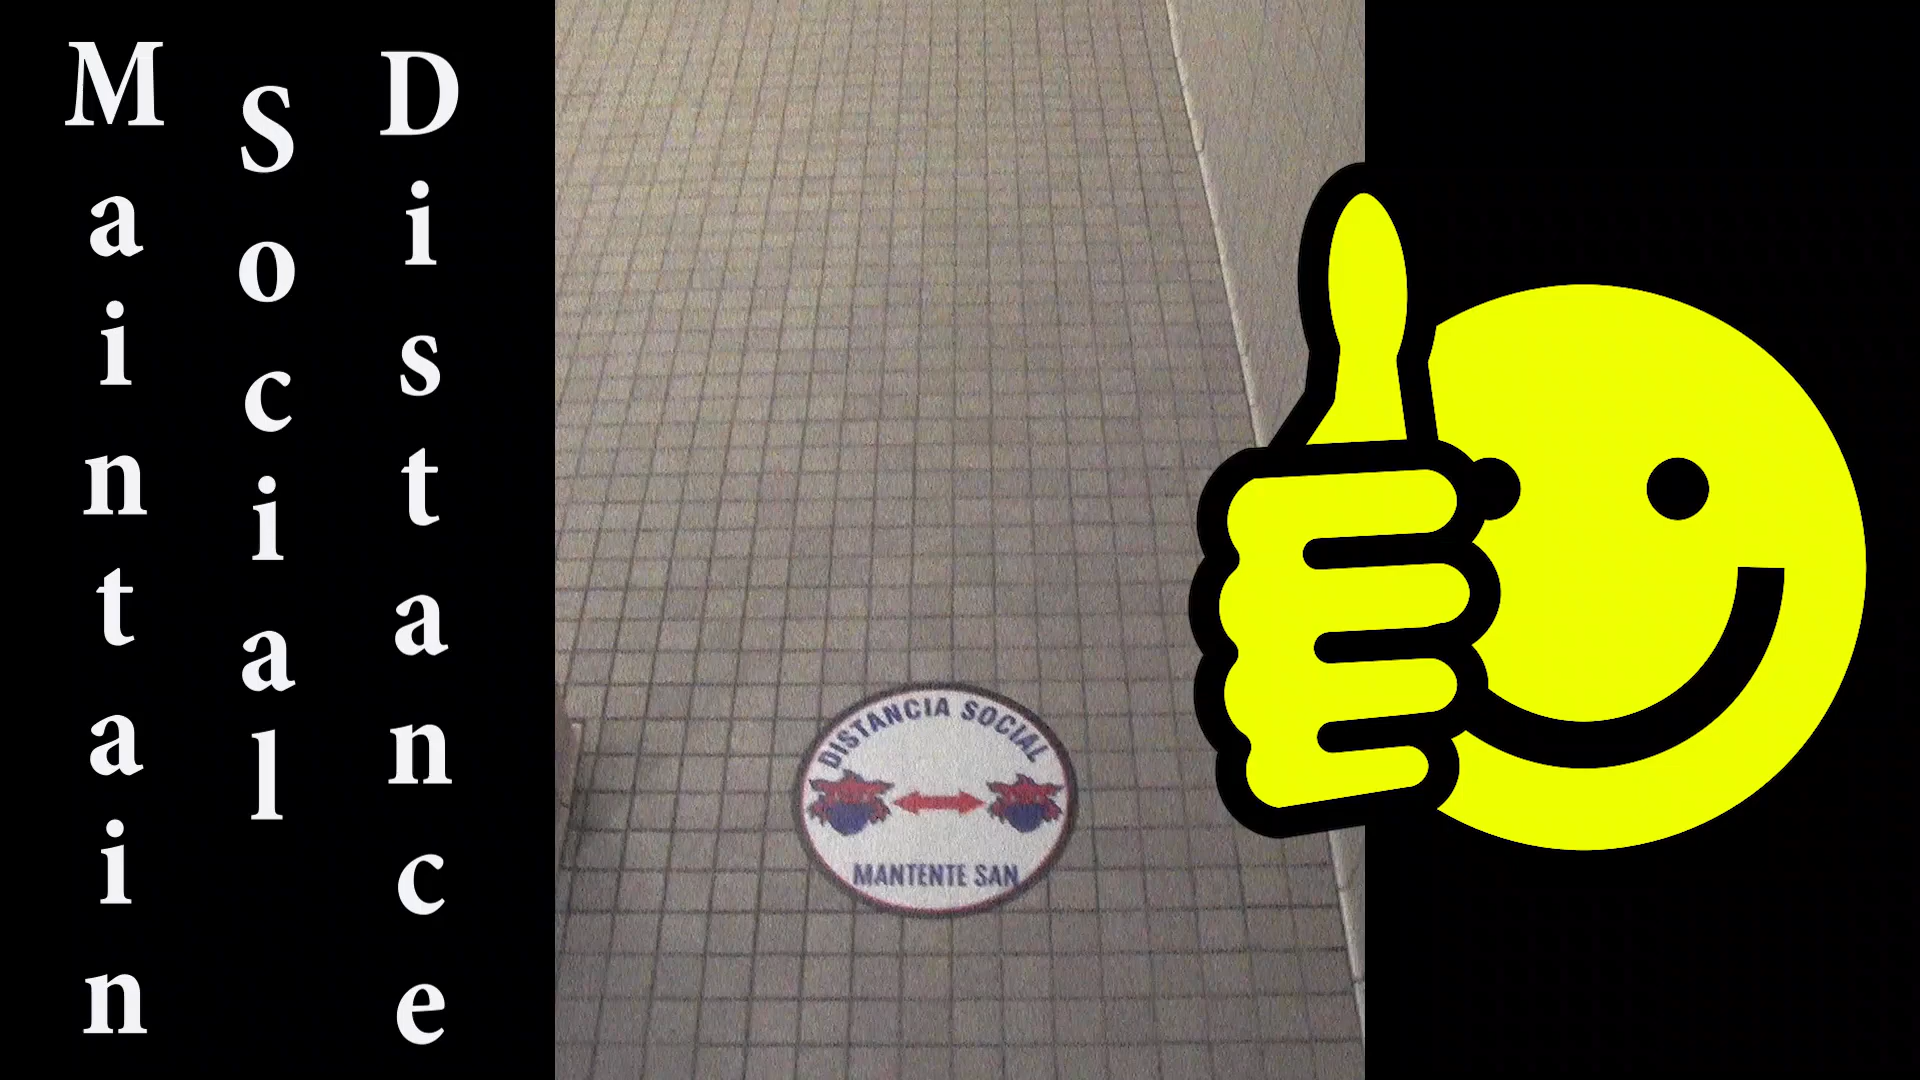 Maintain
Social
Distance
DISTANCIA SOCIAL
MANTENTE SAN